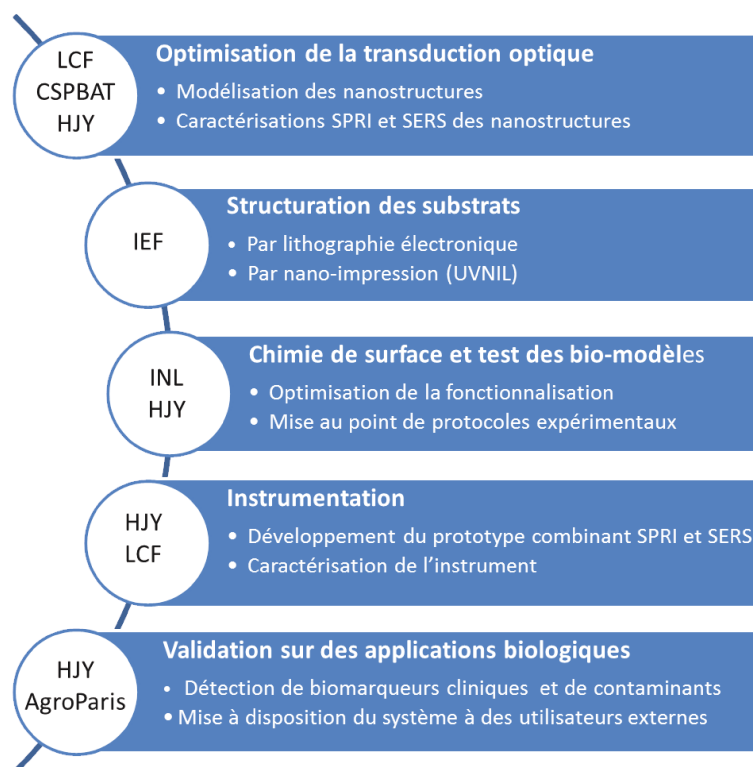 LCF
CSPBAT
HJY
Optimisation de la transduction optique
• Modélisation des nanostructures
• Caractérisations SPRI et SERS des nanostructures
IEF
Structuration des substrats
• Par lithographie électronique
• Par nano-impression (UVNIL)
INL
HJY
Chimie de surface et test des bio-modèles
• Optimisation de la fonctionnalisation
• Mise au point de protocoles expérimentaux
HJY
LCF
Instrumentation
• Développement du prototype combinant SPRI et SERS
• Caractérisation de l'instrument
HJY
AgroParis
Validation sur des applications biologiques
• Détection de biomarqueurs cliniques et de contaminants
• Mise à disposition du système à des utilisateurs externes